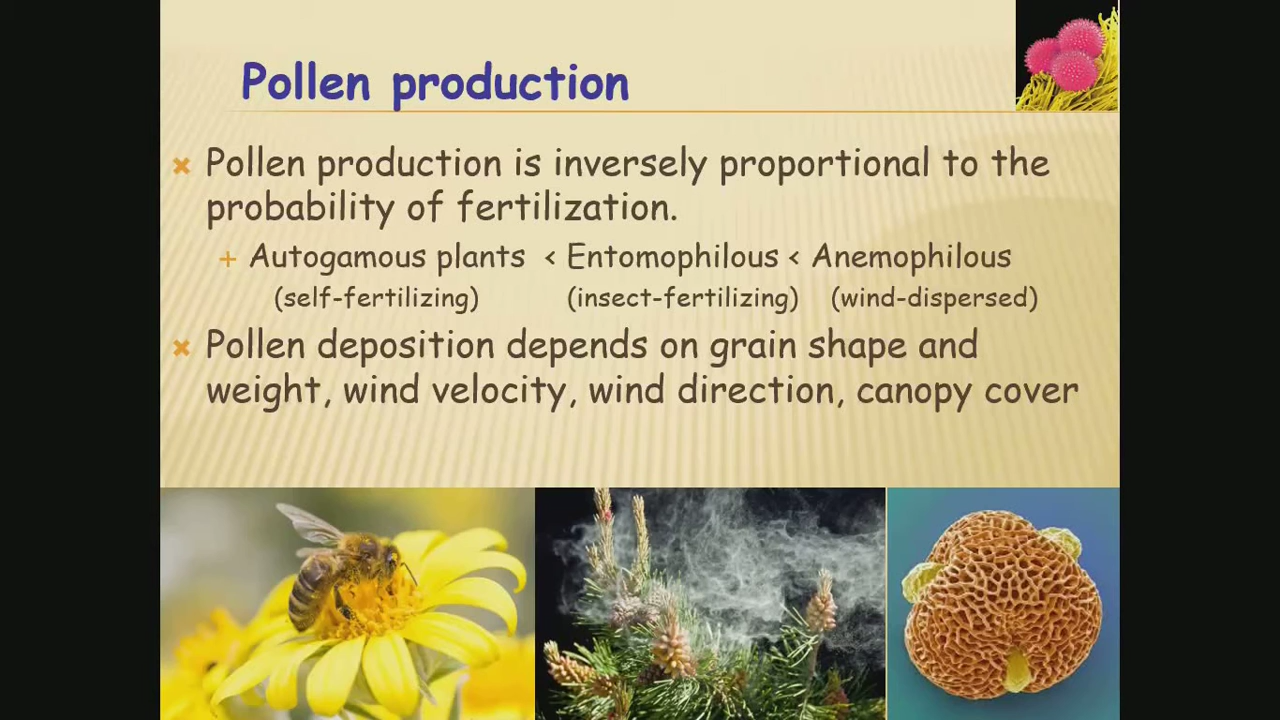 Pollen production
Pollen production is inversely proportional to the
probability of fertilization.
Autogamous plants < Entomophilous < Anemophilous
(self-fertilizing) (insect-fertilizing) (wind-dispersed)
Pollen deposition depends on grain shape and
weight, wind velocity, wind direction, canopy cover